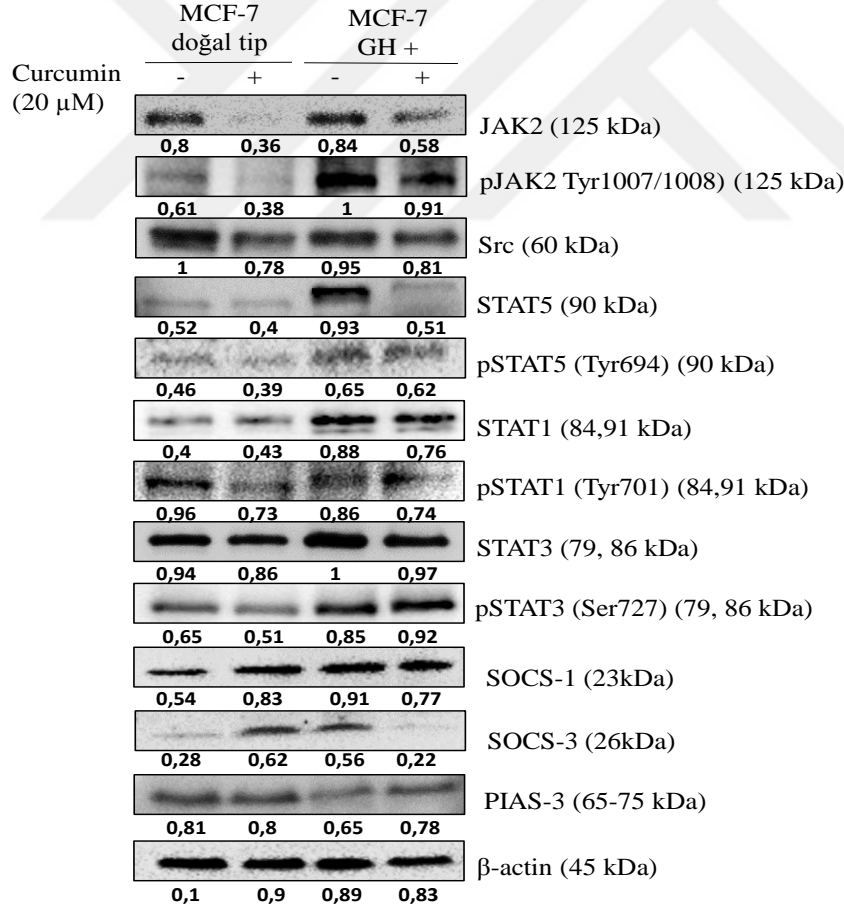 MCF-7 MCF-7
doğal tip GH +
Curcumin - + - +
(20 µM)
JAK2 (125 kDa)
0,8 0,36 0,84 0,58
pJAK2 Tyr1007/1008) (125 kDa)
0,61 0,38 1 0,91
Src (60 kDa)
1 0,78 0,95 0,81
STAT5 (90 kDa)
0,52 0,4 0,93 0,51
pSTAT5 (Tyr694) (90 kDa)
0,46 0,39 0,65 0,62
STAT1 (84,91 kDa)
0,4 0,43 0,88 0,76
pSTAT1 (Tyr701) (84,91 kDa)
0,96 0,73 0,86 0,74
STAT3 (79, 86 kDa)
0,94 0,86 1 0,97
pSTAT3 (Ser727) (79, 86 kDa)
0,65 0,51 0,85 0,92
SOCS-1 (23kDa)
0,54 0,83 0,91 0,77
SOCS-3 (26kDa)
0,28 0,62 0,56 0,22
PIAS-3 (65-75 kDa)
0,81 0,8 0,65 0,78
β-actin (45 kDa)
0,1 0,9 0,89 0,83